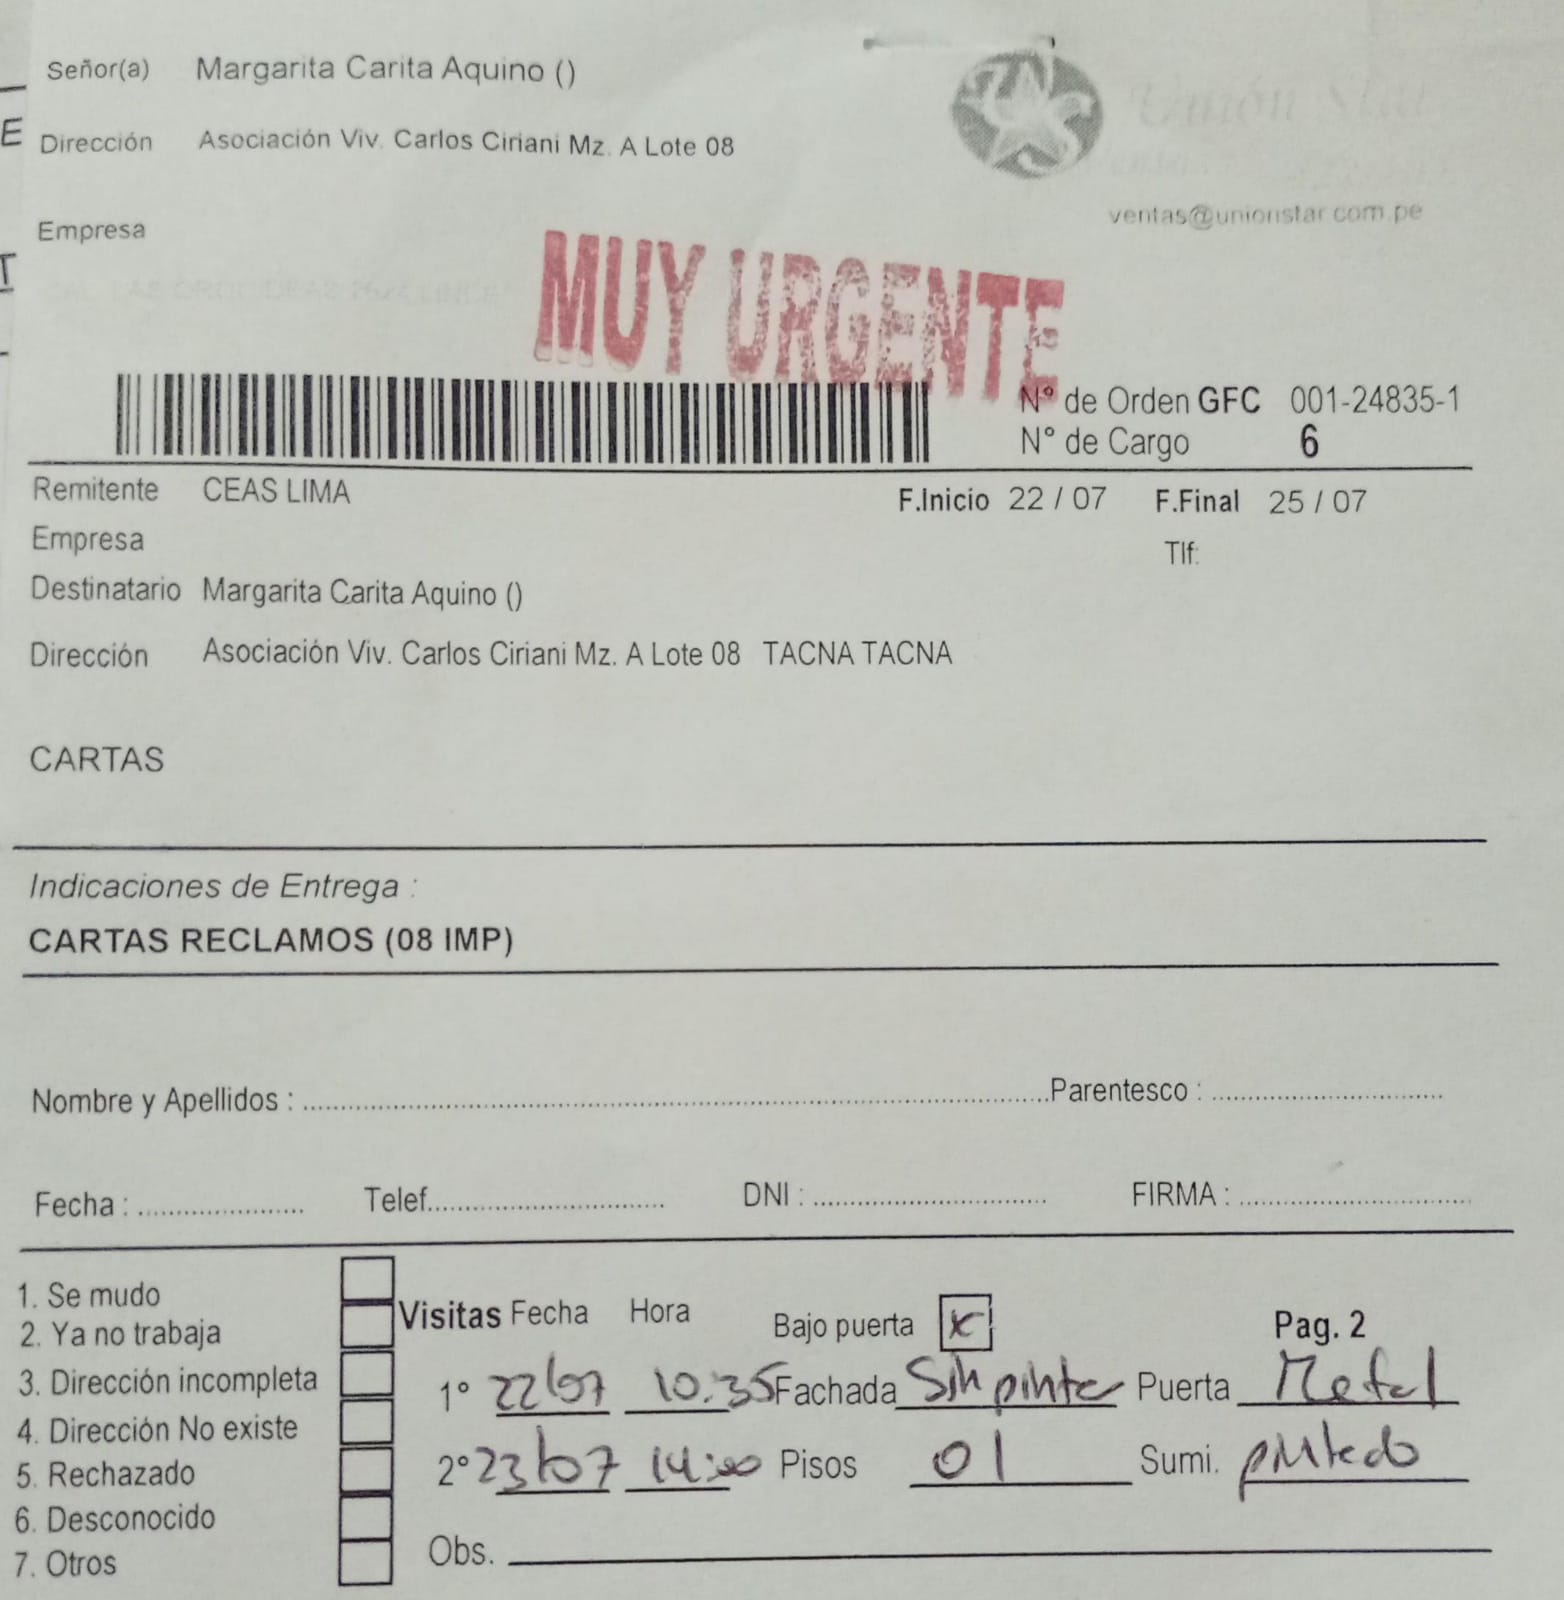 Señor(a) Margarita Carita Aquino ()
E
Dirección Asociación Viv. Carlos Ciriani Mz. A Lote 08
Unión Star
ventas@unionstar.com.pe
Empresa
T
MUY URGENTE
N° de Orden GFC 001-24835-1
N° de Cargo 6
Remitente CEAS LIMA F.Inicio 22 / 07 F.Final 25 / 07
Empresa Tlf:
Destinatario Margarita Carita Aquino ()
Dirección Asociación Viv. Carlos Ciriani Mz. A Lote 08 TACNA TACNA
CARTAS
Indicaciones de Entrega :
CARTAS RECLAMOS (08 IMP)
Nombre y Apellidos : Parentesco :
Fecha : Telef. DNI : FIRMA :
1. Se mudo
2. Ya no trabaja
3. Dirección incompleta
4. Dirección No existe
5. Rechazado
6. Desconocido
7. Otros
Visitas Fecha Hora Bajo puerta x Pag. 2
1° 22/07 10:35 Fachada Sin pinta Puerta Metal
2° 23/07 14:00 Pisos 01 Sumi. pintado
Obs.